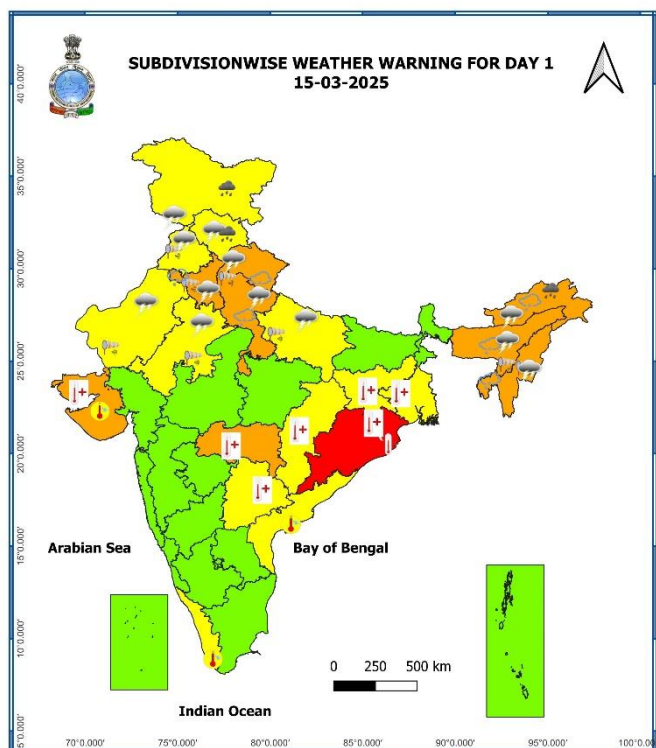 SUBDIVISIONWISE WEATHER WARNING FOR DAY 1
15-03-2025
40°0.000'
35°0.000'
30°0.000'
25°0.000'
20°0.000'
15°0.000'
10°0.000'
5°0.000'
Arabian Sea
Bay of Bengal
0 250 500 km
Indian Ocean
70°0.000' 75°0.000' 80°0.000' 85°0.000' 90°0.000' 95°0.000' 100°0.0